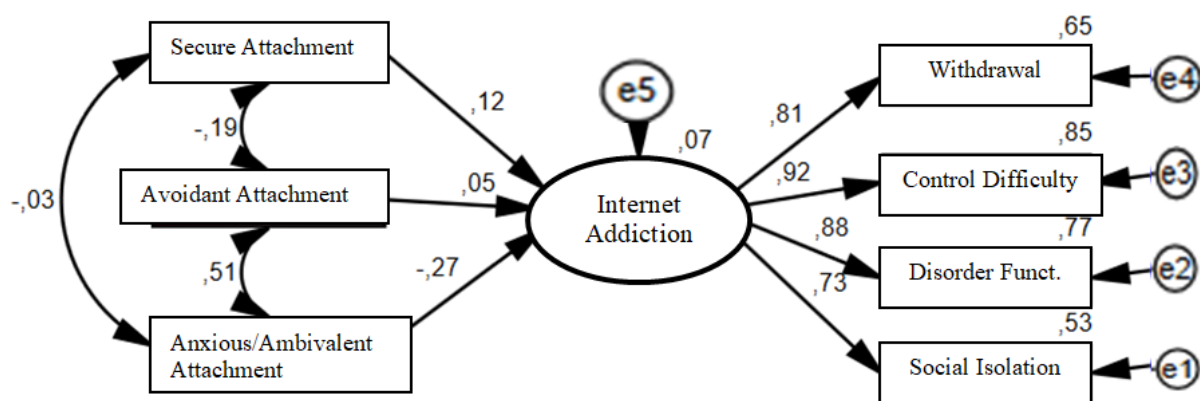 Secure Attachment
Avoidant Attachment
Anxious/Ambivalent
Attachment
-,03
-,19
,51
,12
,05
-,27
e5
,07
Internet
Addiction
,81
,92
,88
,73
,65
Withdrawal
e4
,85
Control Difficulty
e3
,77
Disorder Funct.
e2
,53
Social Isolation
e1